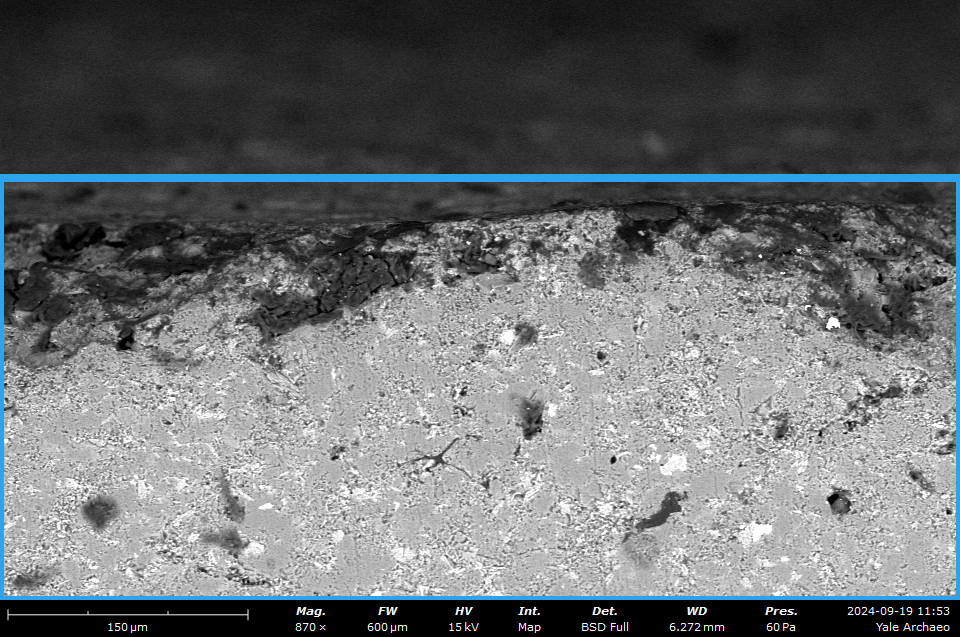 Mag. FW HV Int. Det. WD Pres. 2024-09-19 11:53
150 µm 870 × 600 µm 15 kV Map BSD Full 6.272 mm 60 Pa Yale Archaeo